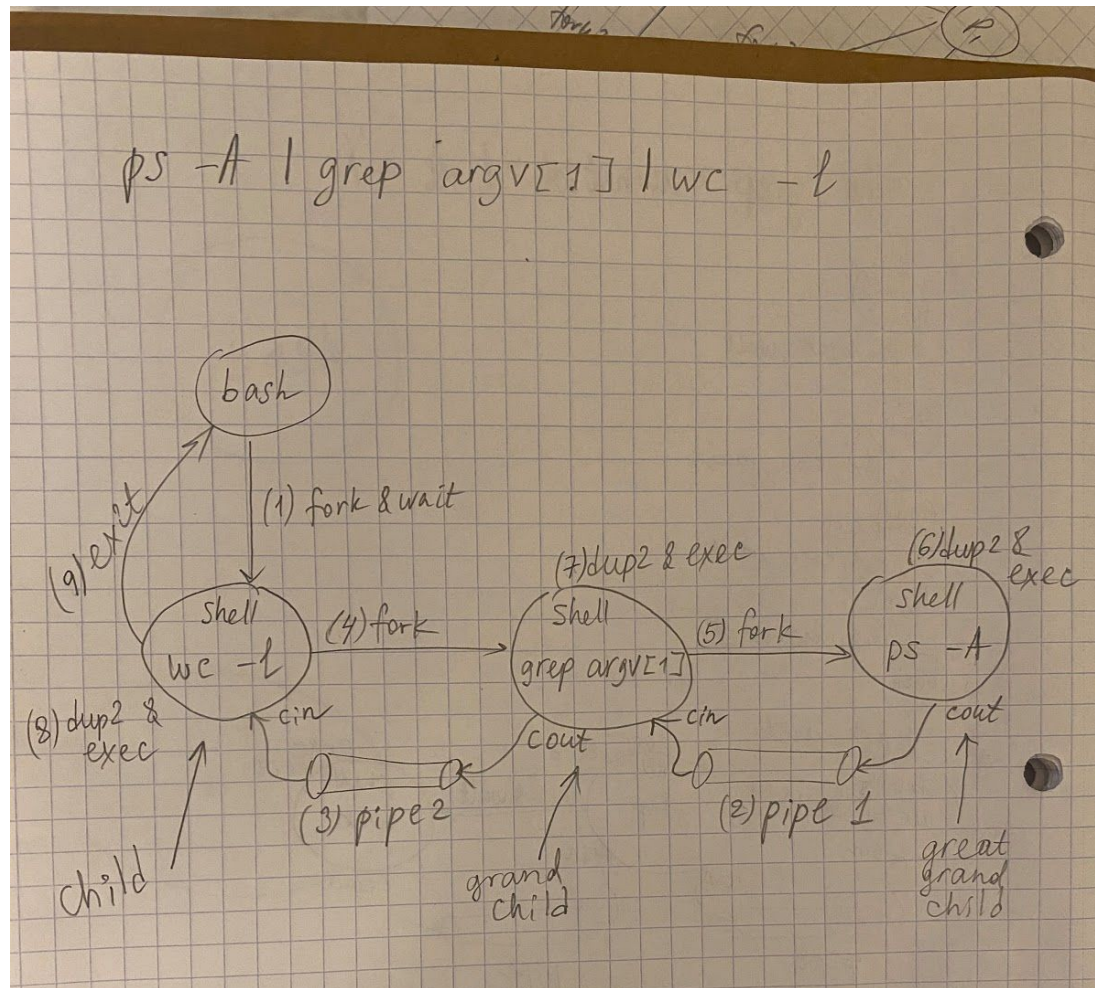 fork
P1
ps -A | grep argv[1] | wc -l
bash
(1) fork & wait
(9) exit
(6) dup2 &
exec
(7) dup2 & exec
shell
wc -l
(4) fork
shell
grep argv[1]
(5) fork
shell
ps -A
(8) dup2 &
exec
cin
cout
cin
cout
(3) pipe 2
(2) pipe 1
child
grand
child
great
grand
child